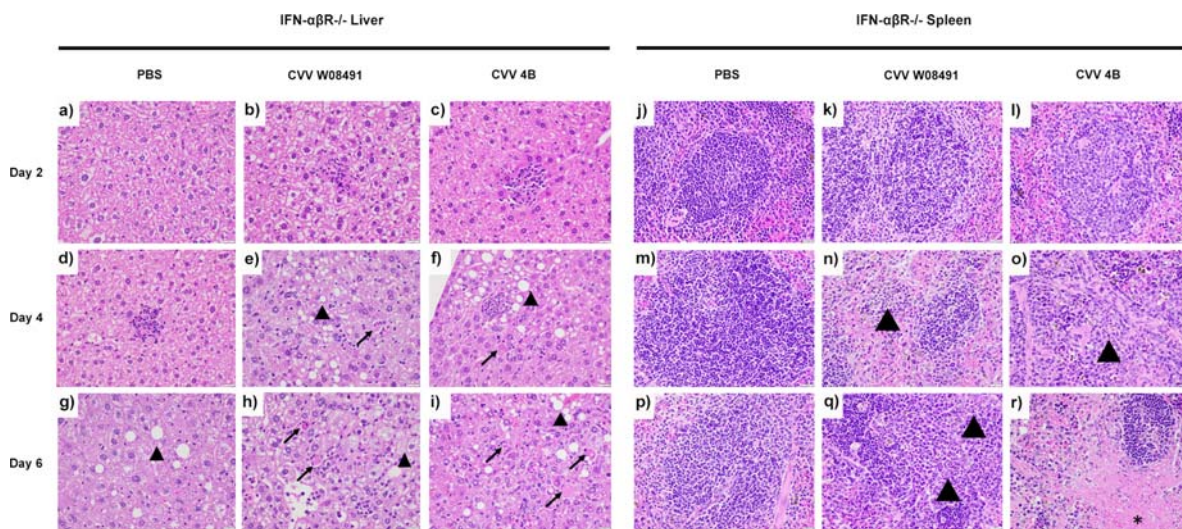 IFN-αβR-/- Liver
IFN-αβR-/- Spleen
PBS
CVV W08491
CVV 4B
PBS
CVV W08491
CVV 4B
Day 2
a)
b)
c)
j)
k)
l)
Day 4
d)
e)
f)
m)
n)
o)
Day 6
g)
h)
i)
p)
q)
r)
*